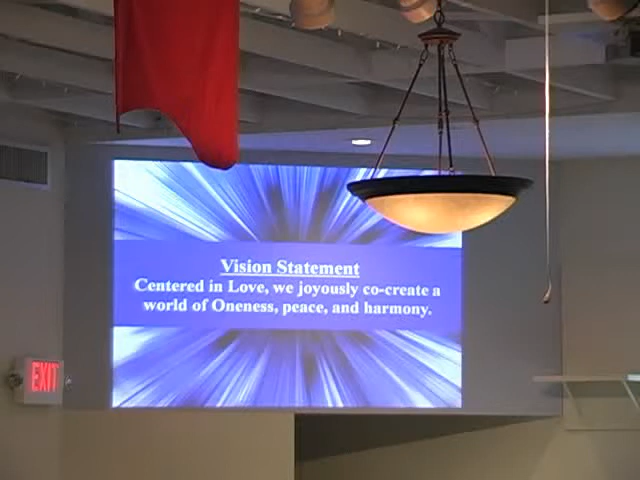 Vision Statement
Centered in Love, we joyously co-create a
world of Oneness, peace, and harmony.
EXIT